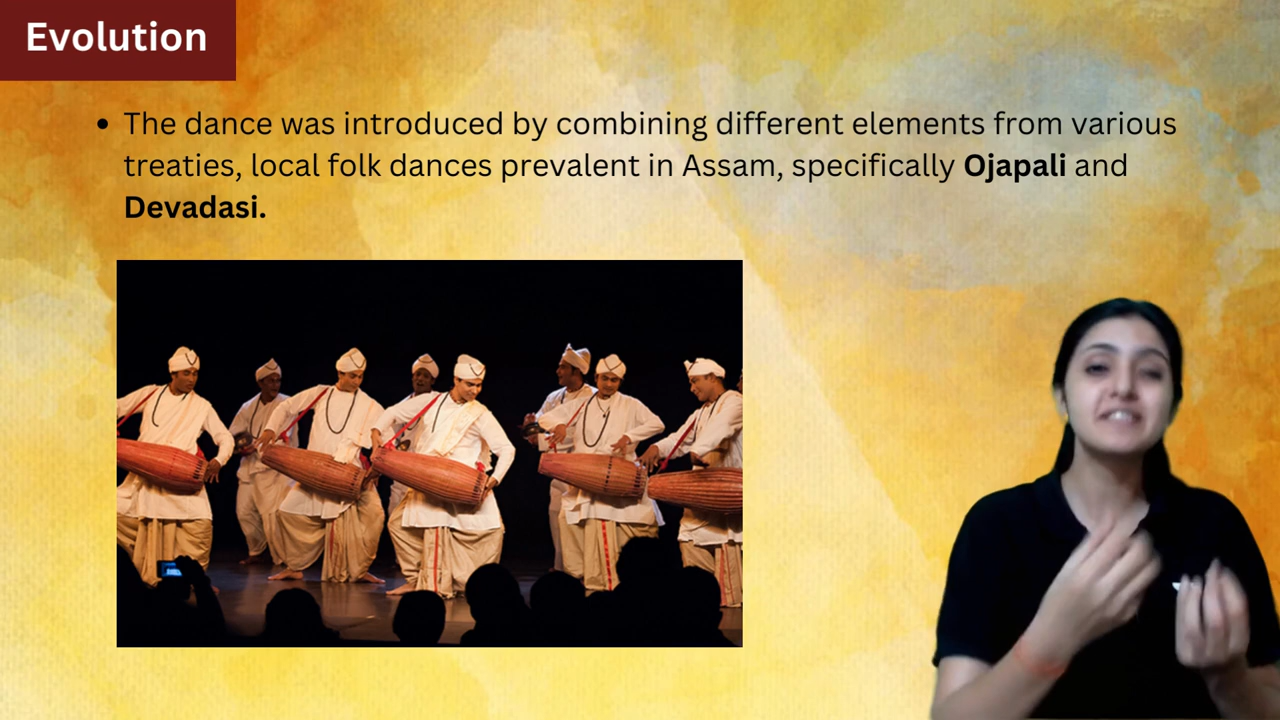 Evolution
• The dance was introduced by combining different elements from various
treaties, local folk dances prevalent in Assam, specifically Ojapali and
Devadasi.